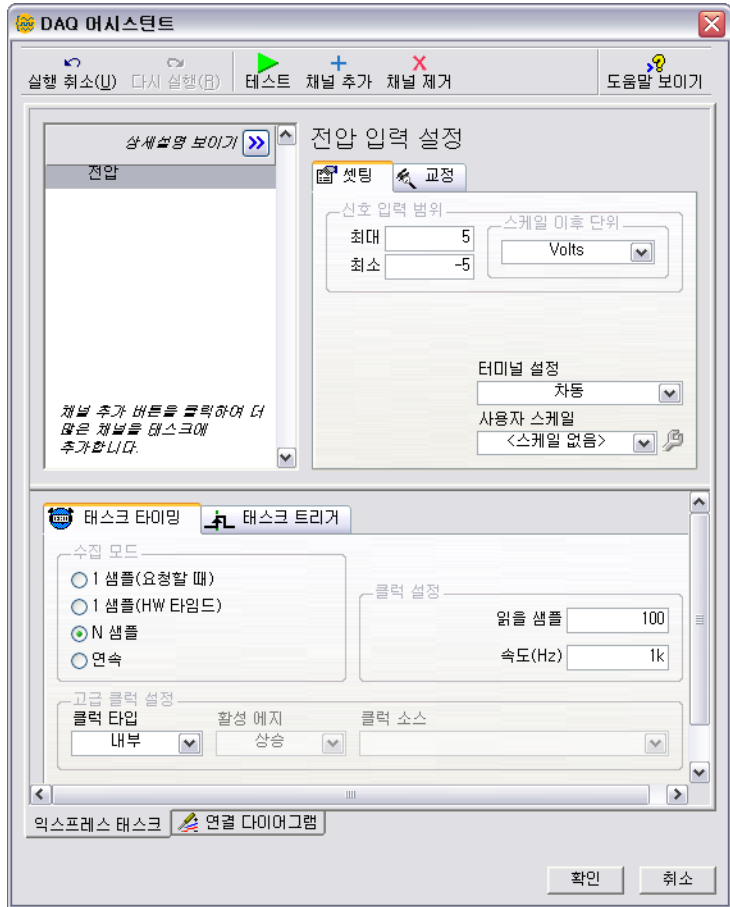 DAQ 어시스턴트
실행 취소(U) 다시 실행(R) 테스트 채널 추가 채널 제거 도움말 보이기
상세설명 보이기
전압
채널 추가 버튼을 클릭하여 더
많은 채널을 태스크에
추가합니다.
전압 입력 설정
셋팅 교정
신호 입력 범위
최대 5
최소 -5
스케일 이후 단위
Volts
터미널 설정
차동
사용자 스케일
<스케일 없음>
태스크 타이밍 태스크 트리거
수집 모드
1 샘플(요청할 때)
1 샘플(HW 타임드)
N 샘플
연속
클럭 설정
읽을 샘플 100
속도(Hz) 1k
고급 클럭 설정
클럭 타입 활성 에지 클럭 소스
내부 상승
익스프레스 태스크 연결 다이어그램
확인 취소